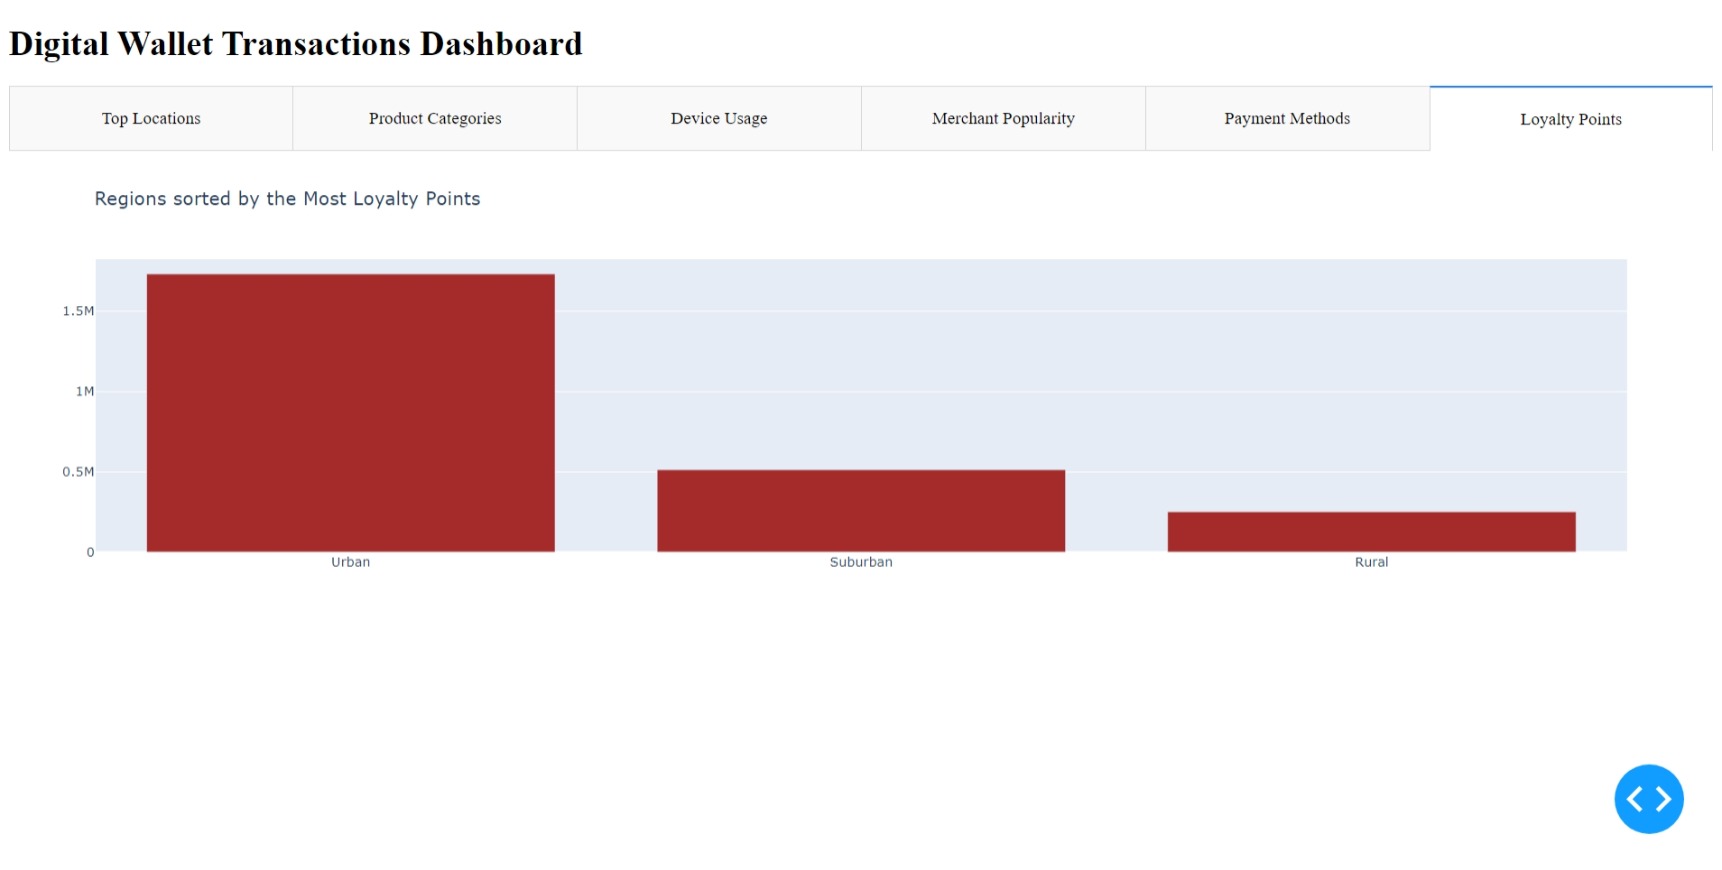 Digital Wallet Transactions Dashboard
Top Locations
Product Categories
Device Usage
Merchant Popularity
Payment Methods
Loyalty Points
Regions sorted by the Most Loyalty Points
1.5M
1M
0.5M
0
Urban
Suburban
Rural